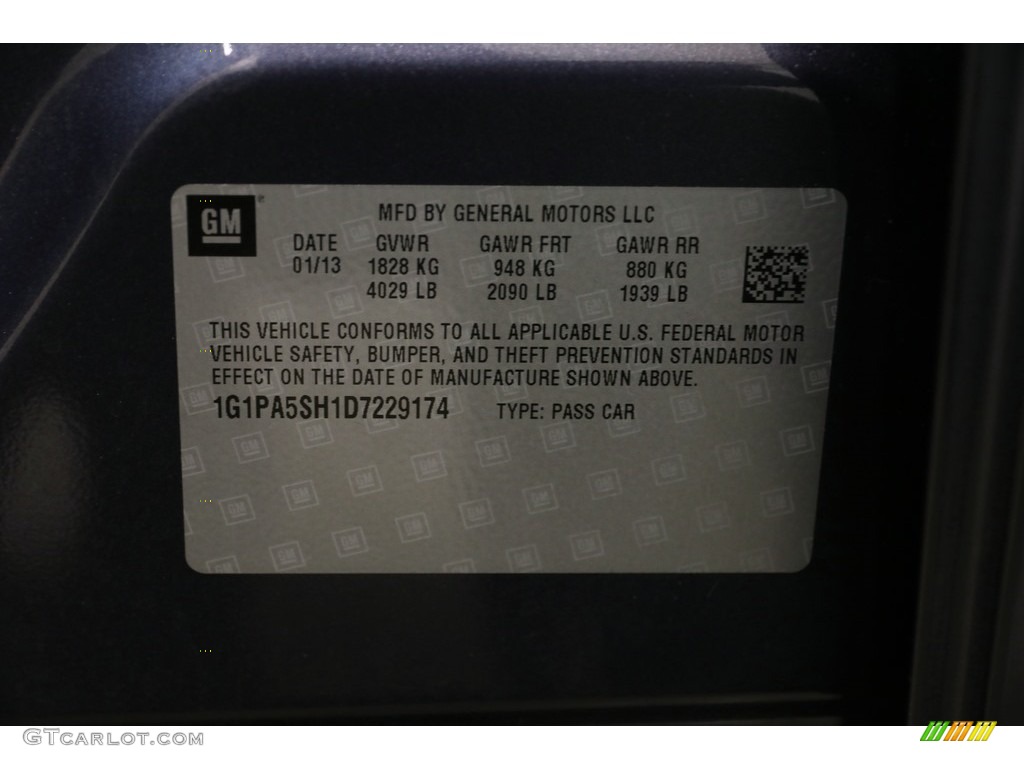 GM
MFD BY GENERAL MOTORS LLC
DATE GVWR GAWR FRT GAWR RR
01/13 1828 KG 948 KG 880 KG
4029 LB 2090 LB 1939 LB
THIS VEHICLE CONFORMS TO ALL APPLICABLE U.S. FEDERAL MOTOR
VEHICLE SAFETY, BUMPER, AND THEFT PREVENTION STANDARDS IN
EFFECT ON THE DATE OF MANUFACTURE SHOWN ABOVE.
1G1PA5SH1D7229174 TYPE: PASS CAR
GTCarlot.com